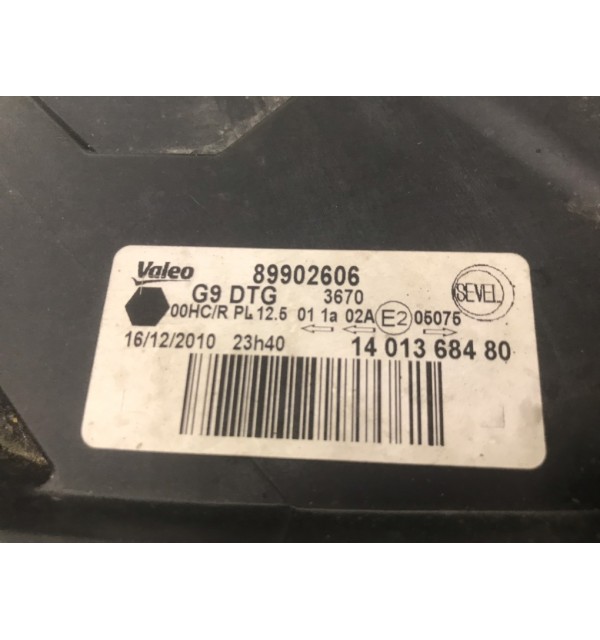 Valeo 89902606 SEVEL
G9 DTG 3670
00HC/R PL 12.5 01 1a 02A E2 05075
16/12/2010 23h40 14 013 684 80